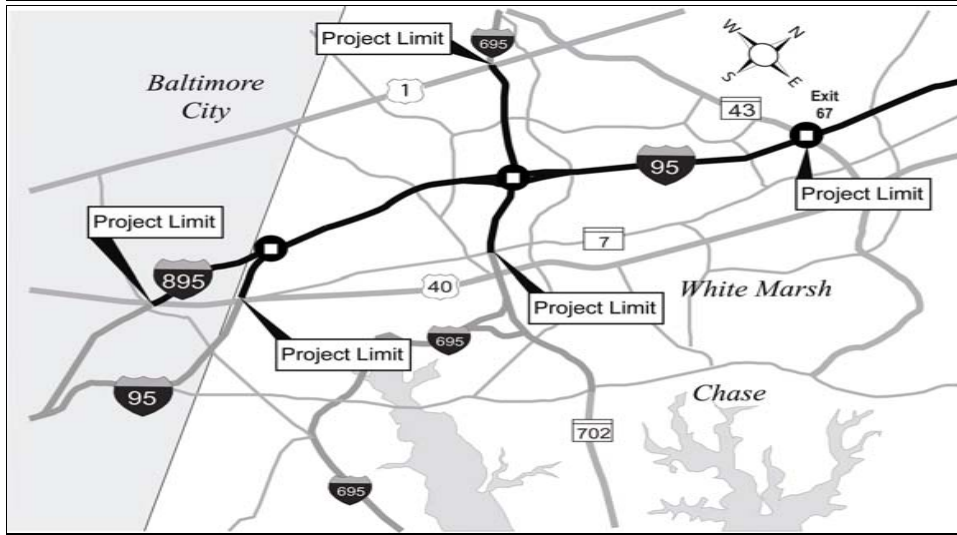 Project Limit
695
W
N
S
E
Baltimore
City
1
43
Exit
67
95
Project Limit
Project Limit
7
895
40
White Marsh
Project Limit
695
Project Limit
95
Chase
702
695